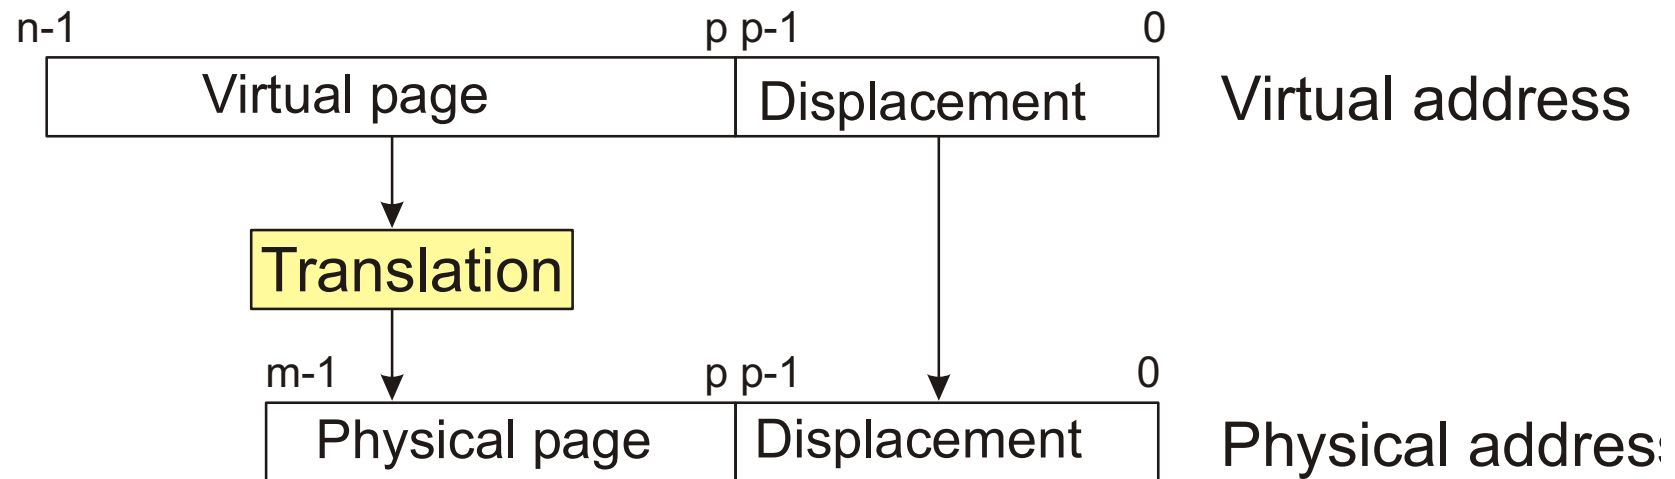 n-1 p p-1 0
Virtual page Displacement Virtual address
Translation
m-1 p p-1 0
Physical page Displacement Physical address